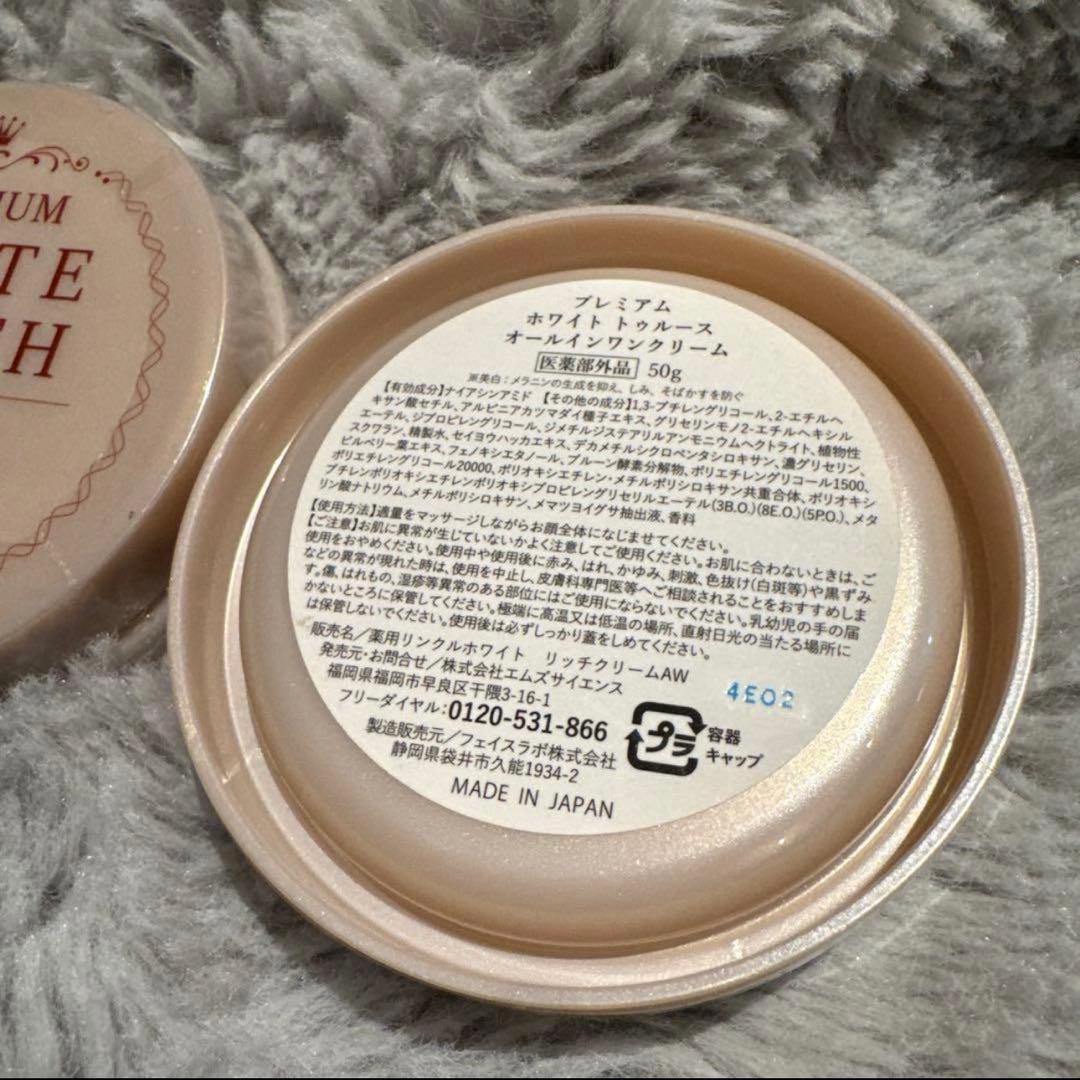 IUM
TE
H
プレミアム
ホワイト トゥルース
オールインワンクリーム
医薬部外品 50g
※美白:メラニンの生成を抑え、しみ、そばかすを防ぐ
【有効成分】ナイアシンアミド 【その他の成分】1,3-ブチレングリコール、2-エチルヘ
キサン酸セチル、アルピニアカツマダイ種子エキス、グリセリンモノ2-エチルヘキシル
エーテル、ジプロピレングリコール、ジメチルジステアリルアンモニウムヘクトライト、植物性
スクワラン、精製水、セイヨウハッカエキス、デカメチルシクロペンタシロキサン、濃グリセリン、
ビルベリー葉エキス、フェノキシエタノール、プルーン酵素分解物、ポリエチレングリコール1500、
ポリエチレングリコール20000、ポリオキシエチレン・メチルポリシロキサン共重合体、ポリオキシ
ブチレンポリオキシエチレンポリオキシプロピレングリセリルエーテル(3B.O.)(8E.O.)(5P.O.)、メタ
リン酸ナトリウム、メチルポリシロキサン、メマツヨイグサ抽出液、香料
【使用方法】適量をマッサージしながらお顔全体になじませてください。
【ご注意】お肌に異常が生じていないかよく注意してご使用ください。お肌に合わないときは、ご
使用をおやめください。使用中や使用後に赤み、はれ、かゆみ、刺激、色抜け(白斑等)や黒ずみ
などの異常が現れた時は、使用を中止し、皮膚科専門医等へご相談されることをおすすめしま
す。傷、はれもの、湿疹等異常のある部位にはご使用にならないでください。乳幼児の手の届
かないところに保管してください。極端に高温又は低温の場所、直射日光の当たる場所に
は保管しないでください。使用後は必ずしっかり蓋をしめてください。
販売名/薬用リンクルホワイト リッチクリームAW
発売元・お問合せ/株式会社エムズサイエンス
福岡県福岡市早良区干隈3-16-1
フリーダイヤル:0120-531-866
製造販売元/フェイスラボ株式会社
静岡県袋井市久能1934-2
MADE IN JAPAN
プラ
容器
キャップ
4E02